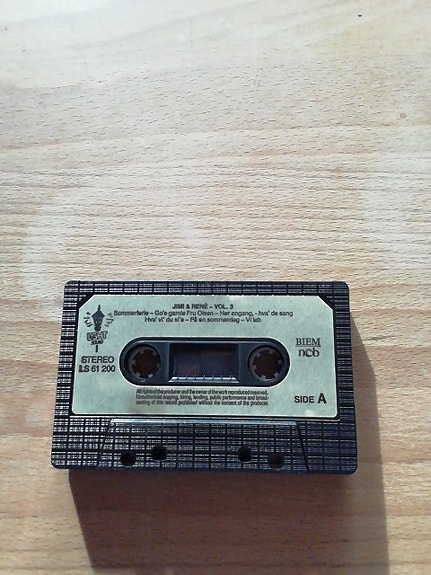 JIMI & RENÉ – VOL. 3
Sommerferie – Go'e gamle Fru Olsen – Hør engang, - hva' de sang
Hva' vi' du si'e – På en sommerdag – Vi løb
BIEM
ncb
STEREO
LS 61 200
All rights of the producer and the owner of the work reproduced reserved.
Unauthorised copying, hiring, lending, public performance and broad-
casting of this record prohibited without the consent of the producer.
SIDE A